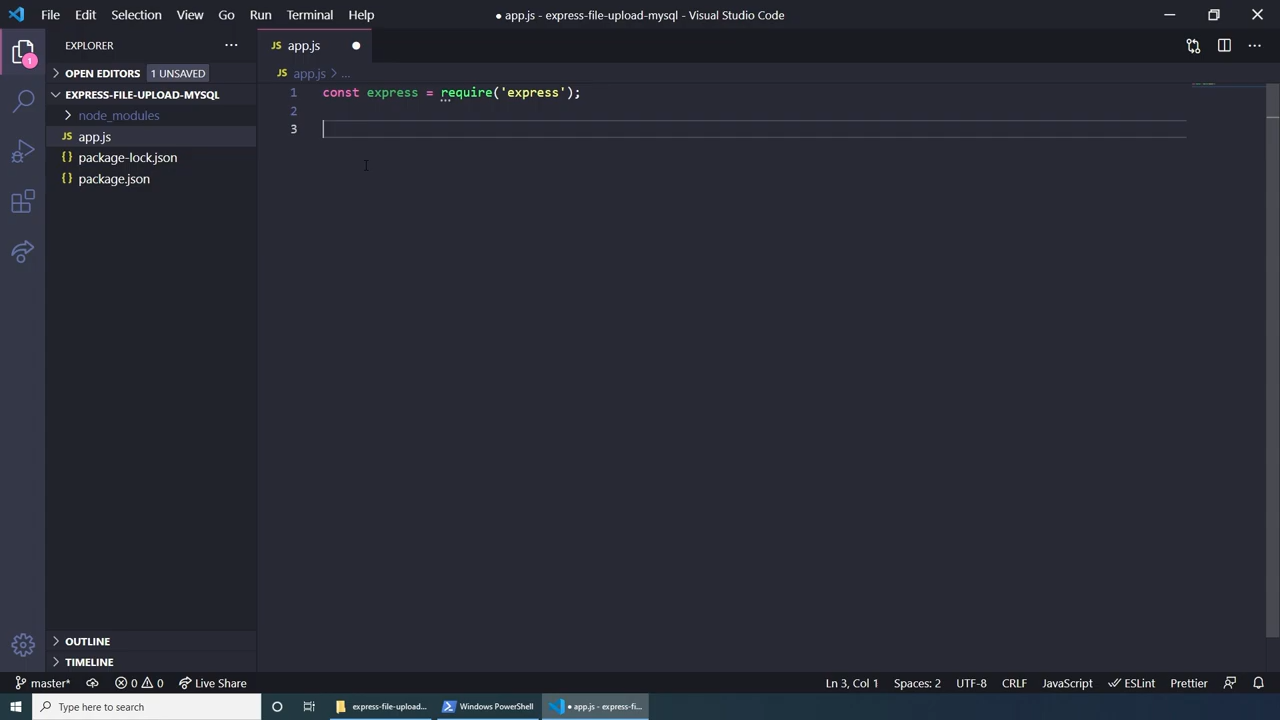 File Edit Selection View Go Run Terminal Help
● app.js - express-file-upload-mysql - Visual Studio Code
EXPLORER ...
1
JS app.js ●
OPEN EDITORS 1 UNSAVED
JS app.js > ...
EXPRESS-FILE-UPLOAD-MYSQL
1 const express = require('express');
node_modules
2
JS app.js
3
{} package-lock.json
{} package.json
OUTLINE
TIMELINE
master* 0 0 Live Share
Ln 3, Col 1 Spaces: 2 UTF-8 CRLF JavaScript ESLint Prettier
Type here to search
express-file-upload...
Windows PowerShell
● app.js - express-fi...